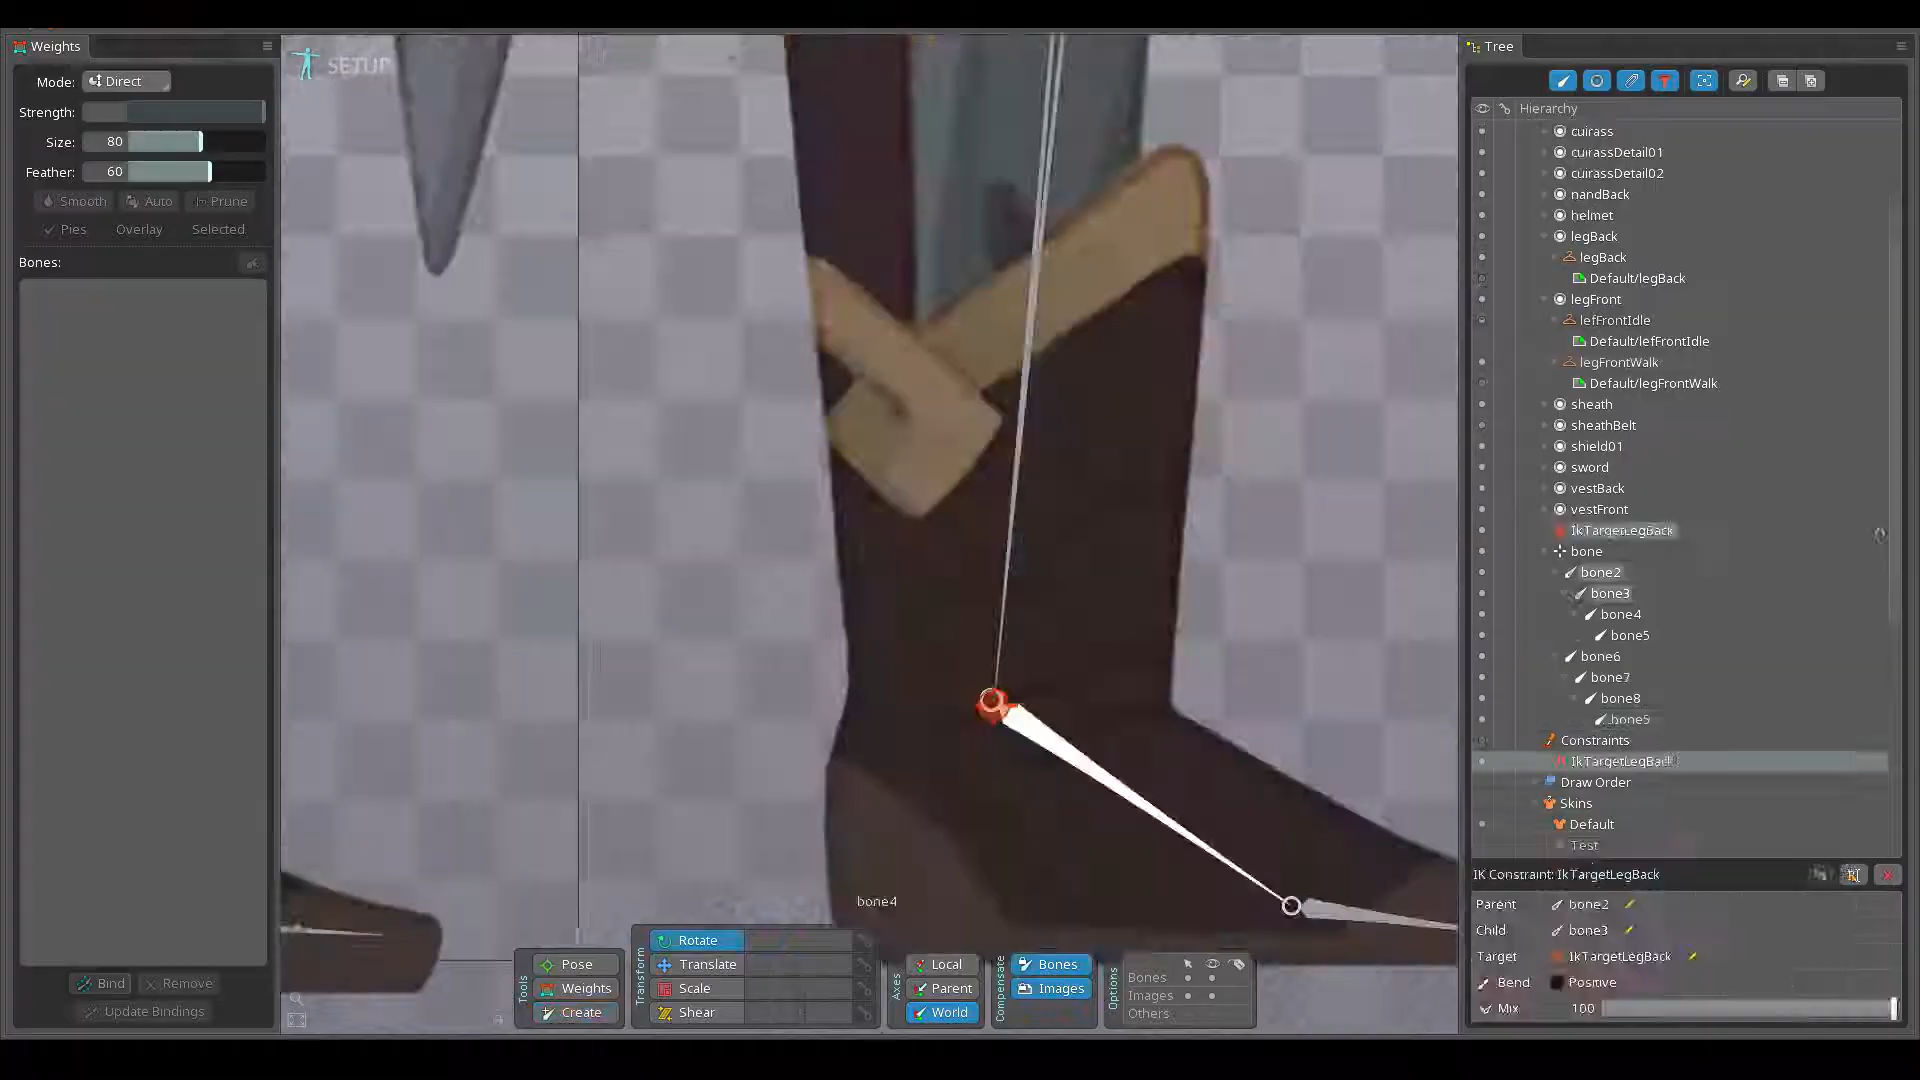 Weights
Mode: Direct
Strength:
Size: 80
Feather: 60
Smooth Auto Prune
Pies Overlay Selected
Bones:
Bind Remove
Update Bindings
SETUP
bone4
Tools
Pose
Weights
Create
Transform
Rotate
Translate
Scale
Shear
Axes
Local
Parent
World
Compensate
Bones
Images
Options
Bones
Images
Others
Tree
Hierarchy
cuirass
cuirassDetail01
cuirassDetail02
nandBack
helmet
legBack
legBack
Default/legBack
legFront
lefFrontIdle
Default/lefFrontIdle
legFrontWalk
Default/legFrontWalk
sheath
sheathBelt
shield01
sword
vestBack
vestFront
IkTargetLegBack
bone
bone2
bone3
bone4
bone5
bone6
bone7
bone8
bone5
Constraints
Draw Order
Skins
Default
Test
IK Constraint: IkTargetLegBack
Parent bone2
Child bone3
Target IkTargetLegBack
Bend Positive
Mix 100